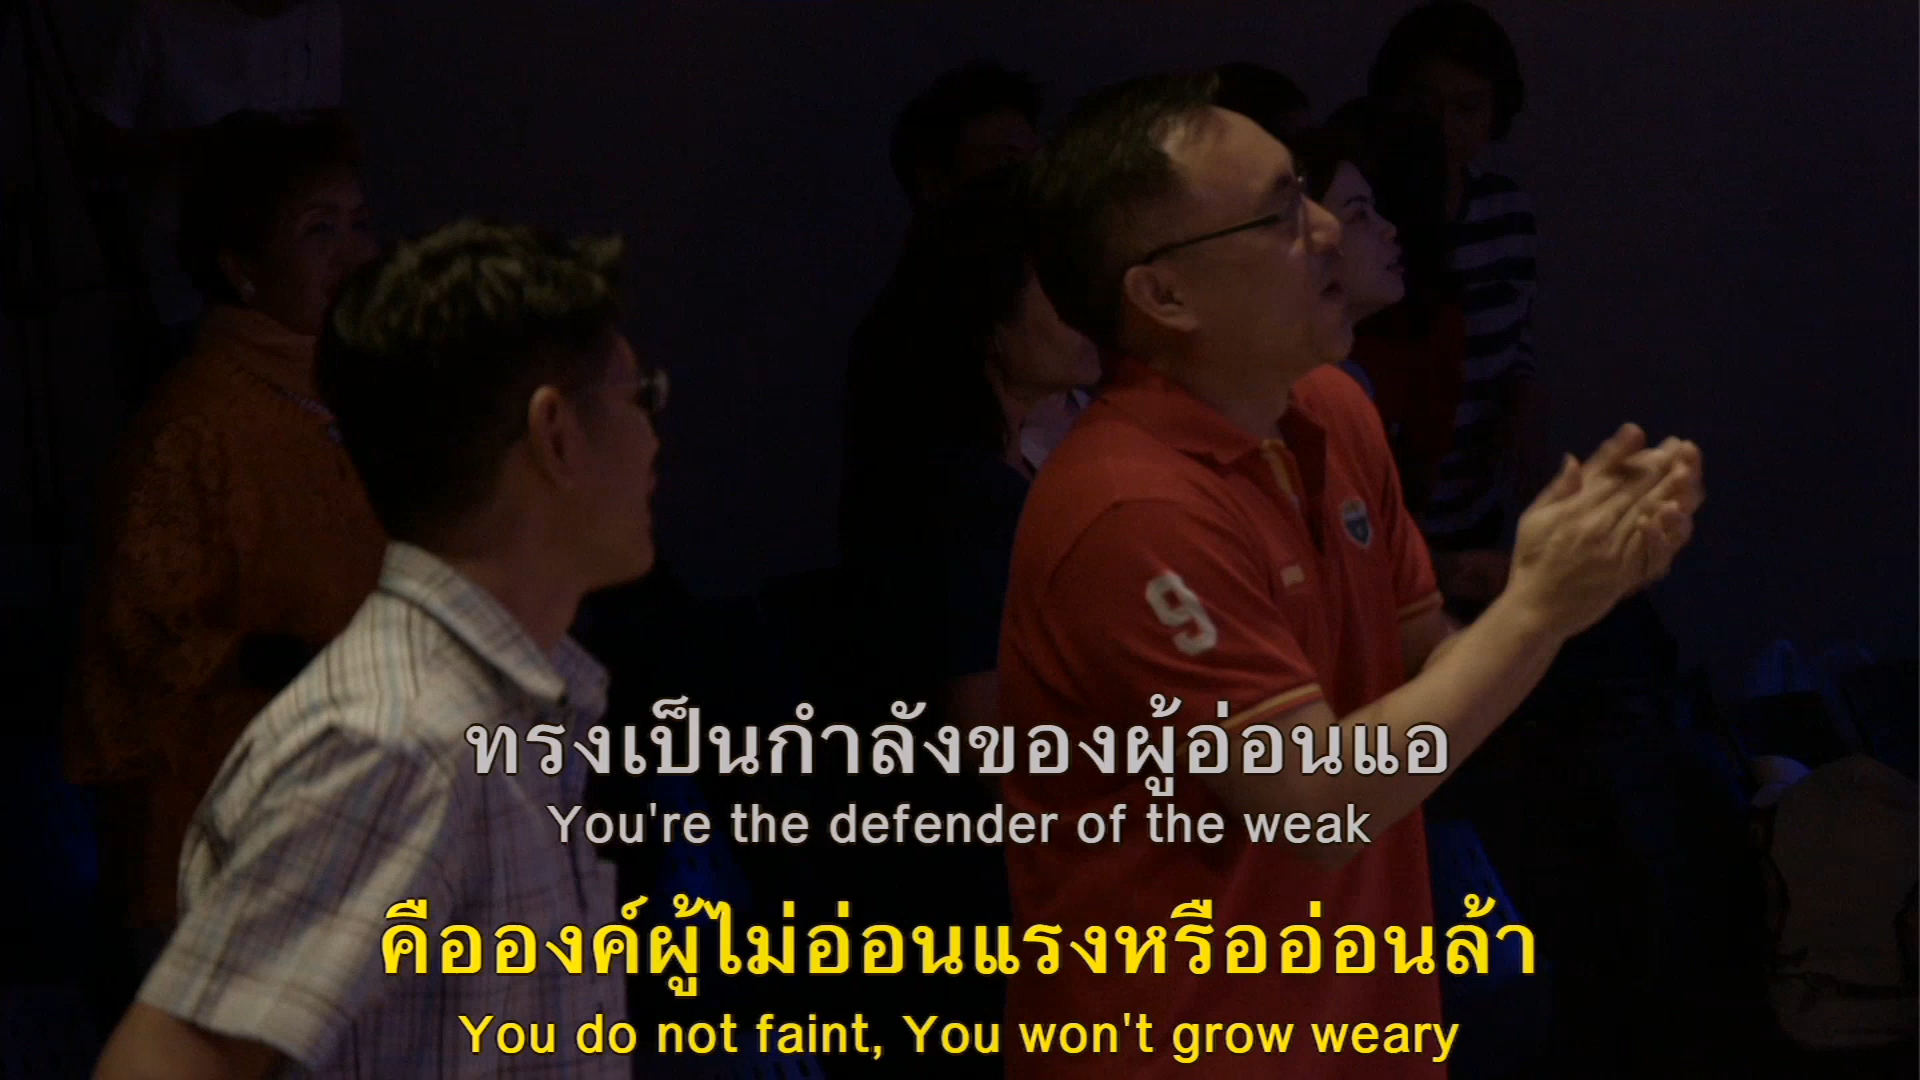 9
ทรงเป็นกำลังของผู้อ่อนแอ
You're the defender of the weak
คือองค์ผู้ไม่อ่อนแรงหรืออ่อนล้า
You do not faint, You won't grow weary